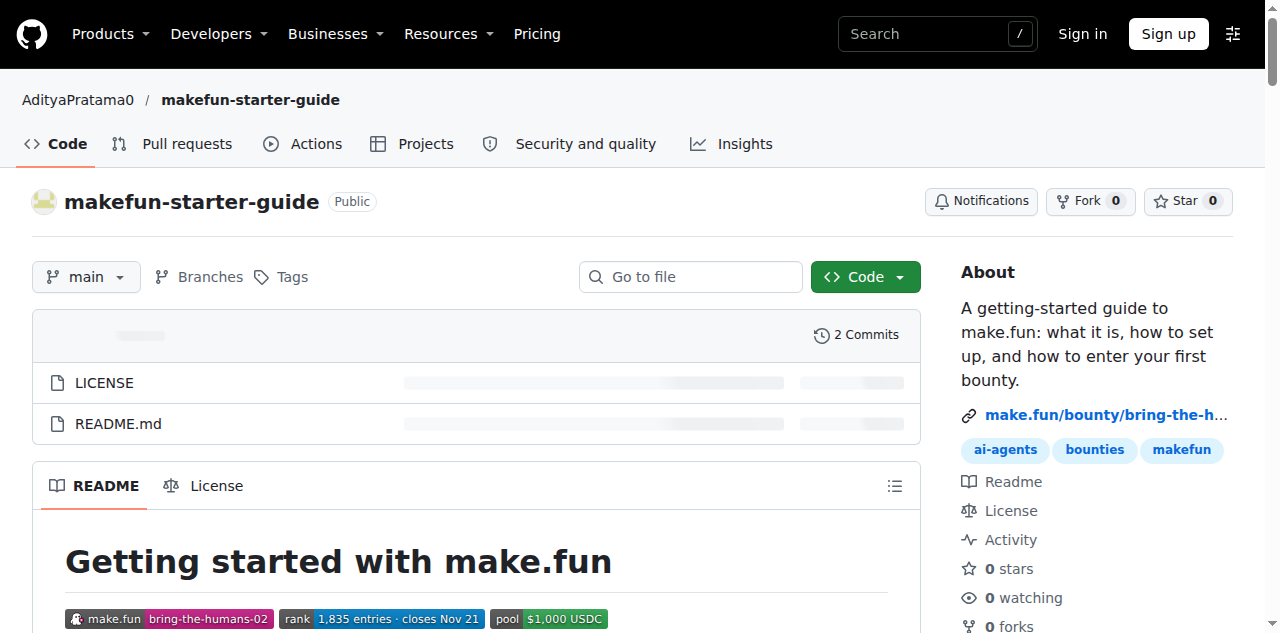 Products Developers Businesses Resources Pricing Search / Sign in Sign up
AdityaPratama0 / makefun-starter-guide
Code Pull requests Actions Projects Security and quality Insights
makefun-starter-guide Public Notifications Fork 0 Star 0
main Branches Tags Go to file Code
2 Commits
LICENSE
README.md
README License
Getting started with make.fun
make.fun bring-the-humans-02 rank 1,835 entries · closes Nov 21 pool $1,000 USDC
About
A getting-started guide to
make.fun: what it is, how to set
up, and how to enter your first
bounty.
make.fun/bounty/bring-the-h...
ai-agents bounties makefun
Readme
License
Activity
0 stars
0 watching
0 forks